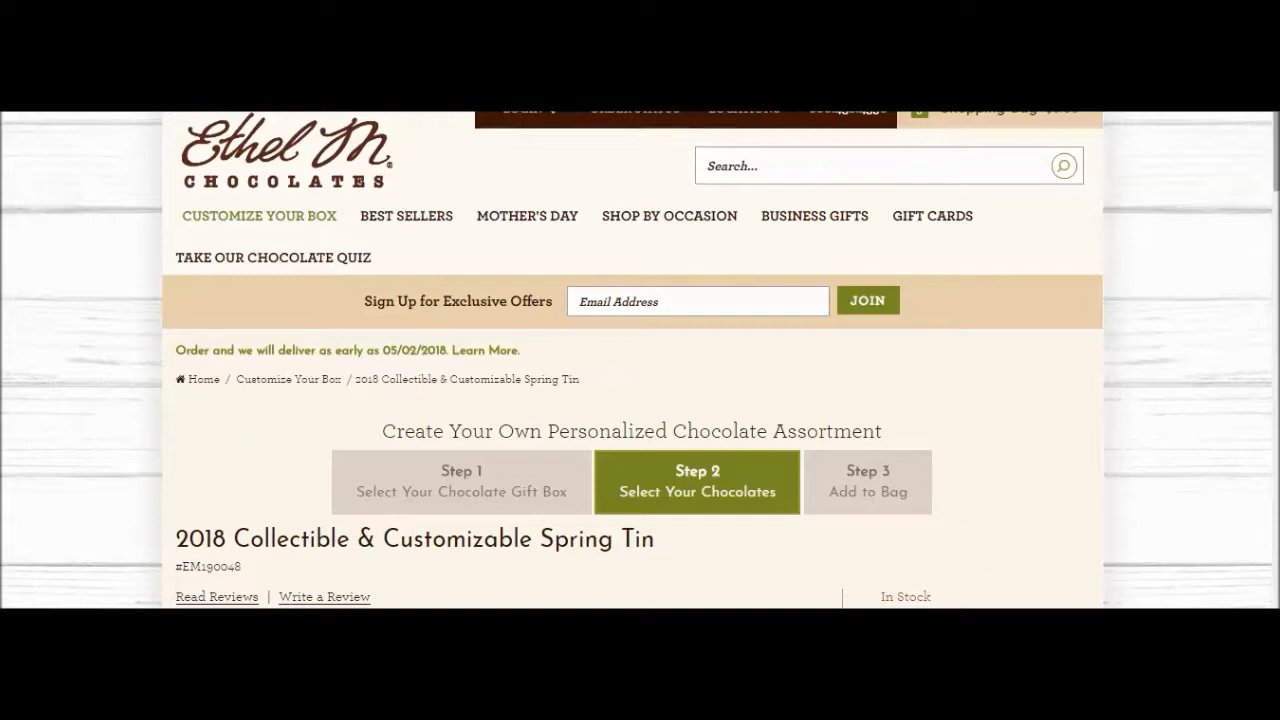 Ethel M®
CHOCOLATES
Search...
CUSTOMIZE YOUR BOX BEST SELLERS MOTHER'S DAY SHOP BY OCCASION BUSINESS GIFTS GIFT CARDS
TAKE OUR CHOCOLATE QUIZ
Sign Up for Exclusive Offers Email Address JOIN
Order and we will deliver as early as 05/02/2018. Learn More.
Home / Customize Your Box / 2018 Collectible & Customizable Spring Tin
Create Your Own Personalized Chocolate Assortment
Step 1 Step 2 Step 3
Select Your Chocolate Gift Box Select Your Chocolates Add to Bag
2018 Collectible & Customizable Spring Tin
#EM190048
Read Reviews | Write a Review In Stock